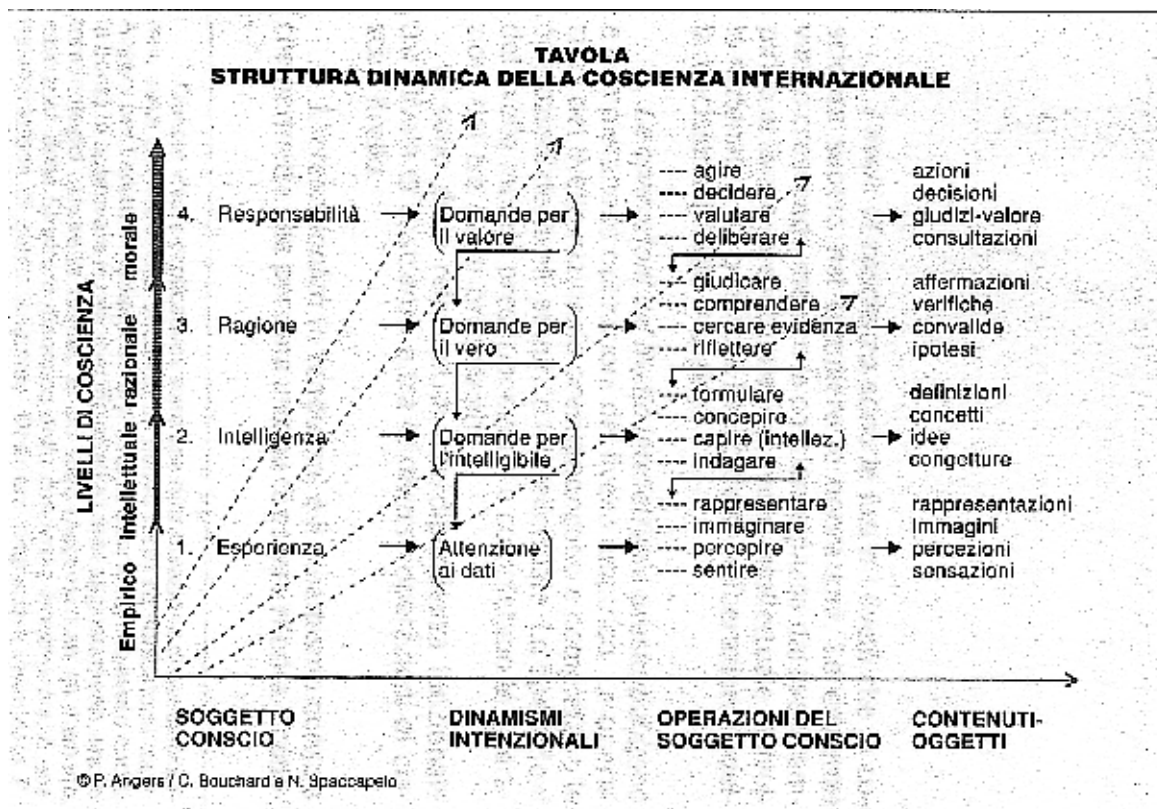 TAVOLA
STRUTTURA DINAMICA DELLA COSCIENZA INTERNAZIONALE
LIVELLI DI COSCIENZA
Empirico intellettuale razionale morale
4. Responsabilità
Domande per
il valore
---- agire
---- decidere
---- valutare
---- deliberare
azioni
decisioni
giudizi-valore
consultazioni
3. Ragione
Domande per
il vero
---- giudicare
---- comprendere
---- cercare evidenza
---- riflettere
affermazioni
verifiche
convalide
ipotesi
2. Intelligenza
Domande per
l'intelligibile
---- formulare
---- concepire
---- capire (intellez.)
---- indagare
definizioni
concetti
idee
congetture
1. Esperienza
Attenzione
ai dati
---- rappresentare
---- immaginare
---- percepire
---- sentire
rappresentazioni
immagini
percezioni
sensazioni
SOGGETTO
CONSCIO
DINAMISMI
INTENZIONALI
OPERAZIONI DEL
SOGGETTO CONSCIO
CONTENUTI-
OGGETTI
© P. Angers / C. Bouchard e N. Spaccapelo